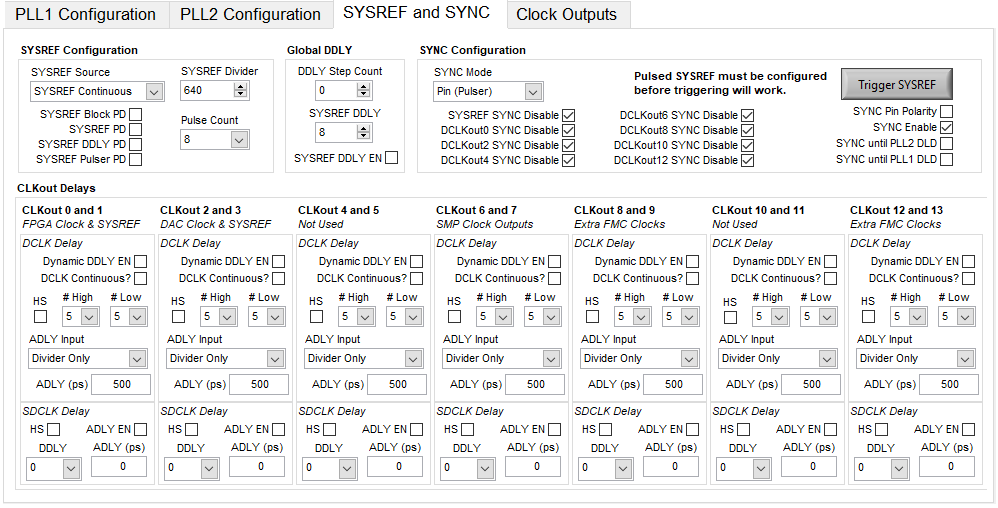 PLL1 Configuration PLL2 Configuration SYSREF and SYNC Clock Outputs
SYSREF Configuration
SYSREF Source
SYSREF Continuous
SYSREF Divider
640
SYSREF Block PD
SYSREF PD
SYSREF DDLY PD
SYSREF Pulser PD
Pulse Count
8
Global DDLY
DDLY Step Count
0
SYSREF DDLY
8
SYSREF DDLY EN
SYNC Configuration
SYNC Mode
Pin (Pulser)
Pulsed SYSREF must be configured
before triggering will work.
Trigger SYSREF
SYSREF SYNC Disable
DCLKout0 SYNC Disable
DCLKout2 SYNC Disable
DCLKout4 SYNC Disable
DCLKout6 SYNC Disable
DCLKout8 SYNC Disable
DCLKout10 SYNC Disable
DCLKout12 SYNC Disable
SYNC Pin Polarity
SYNC Enable
SYNC until PLL2 DLD
SYNC until PLL1 DLD
CLKout Delays
CLKout 0 and 1
FPGA Clock & SYSREF
DCLK Delay
Dynamic DDLY EN
DCLK Continuous?
HS # High # Low
5 5
ADLY Input
Divider Only
ADLY (ps) 500
SDCLK Delay
HS ADLY EN
DDLY ADLY (ps)
0 0
CLKout 2 and 3
DAC Clock & SYSREF
DCLK Delay
Dynamic DDLY EN
DCLK Continuous?
HS # High # Low
5 5
ADLY Input
Divider Only
ADLY (ps) 500
SDCLK Delay
HS ADLY EN
DDLY ADLY (ps)
0 0
CLKout 4 and 5
Not Used
DCLK Delay
Dynamic DDLY EN
DCLK Continuous?
HS # High # Low
5 5
ADLY Input
Divider Only
ADLY (ps) 500
SDCLK Delay
HS ADLY EN
DDLY ADLY (ps)
0 0
CLKout 6 and 7
SMP Clock Outputs
DCLK Delay
Dynamic DDLY EN
DCLK Continuous?
HS # High # Low
5 5
ADLY Input
Divider Only
ADLY (ps) 500
SDCLK Delay
HS ADLY EN
DDLY ADLY (ps)
0 0
CLKout 8 and 9
Extra FMC Clocks
DCLK Delay
Dynamic DDLY EN
DCLK Continuous?
HS # High # Low
5 5
ADLY Input
Divider Only
ADLY (ps) 500
SDCLK Delay
HS ADLY EN
DDLY ADLY (ps)
0 0
CLKout 10 and 11
Not Used
DCLK Delay
Dynamic DDLY EN
DCLK Continuous?
HS # High # Low
5 5
ADLY Input
Divider Only
ADLY (ps) 500
SDCLK Delay
HS ADLY EN
DDLY ADLY (ps)
0 0
CLKout 12 and 13
Extra FMC Clocks
DCLK Delay
Dynamic DDLY EN
DCLK Continuous?
HS # High # Low
5 5
ADLY Input
Divider Only
ADLY (ps) 500
SDCLK Delay
HS ADLY EN
DDLY ADLY (ps)
0 0